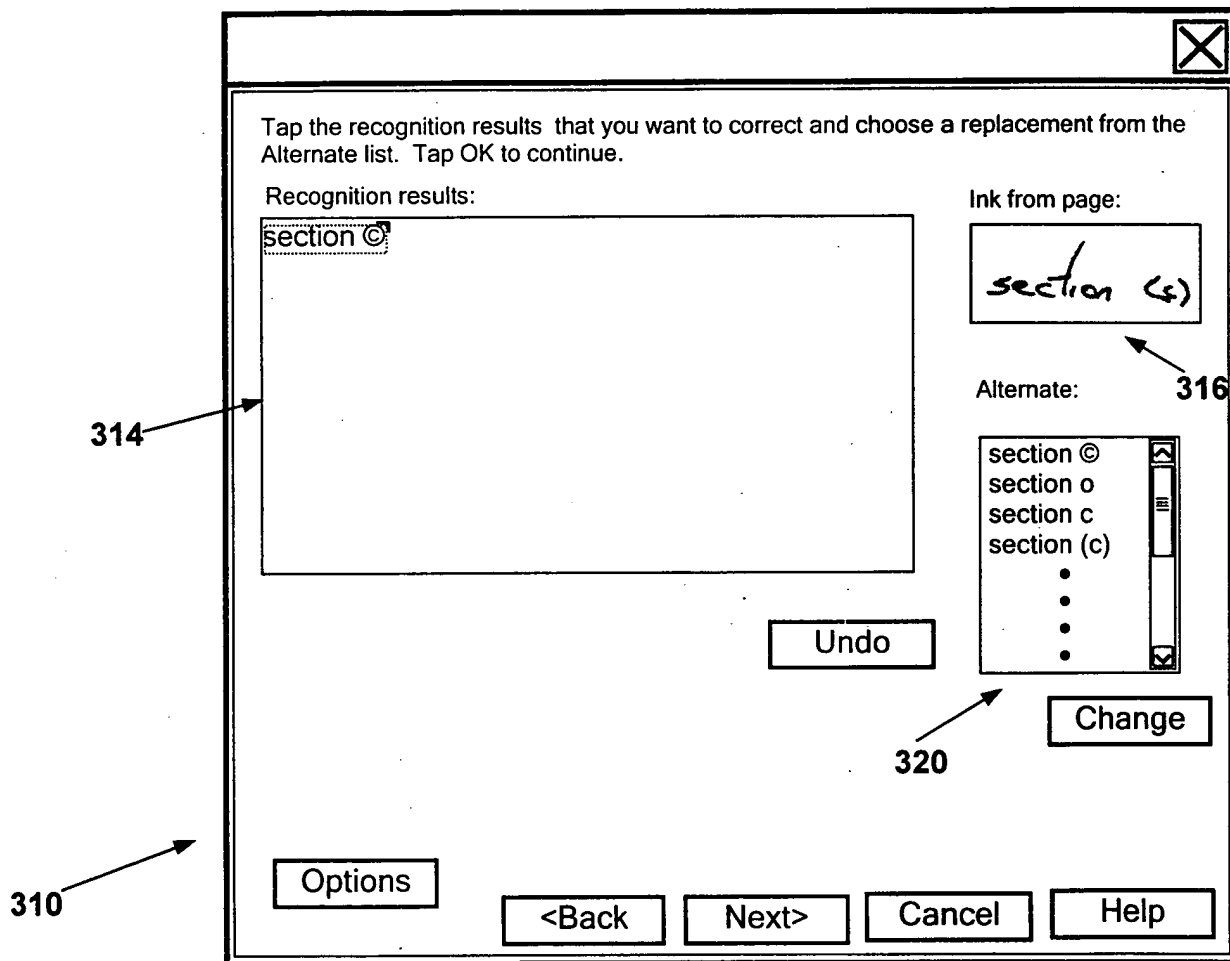 Tap the recognition results that you want to correct and choose a replacement from the
Alternate list. Tap OK to continue.
Recognition results:
Ink from page:
section ©
section (s)
314
316
Alternate:
section ©
section o
section c
section (c)
Undo
Change
320
310
Options
<Back
Next>
Cancel
Help